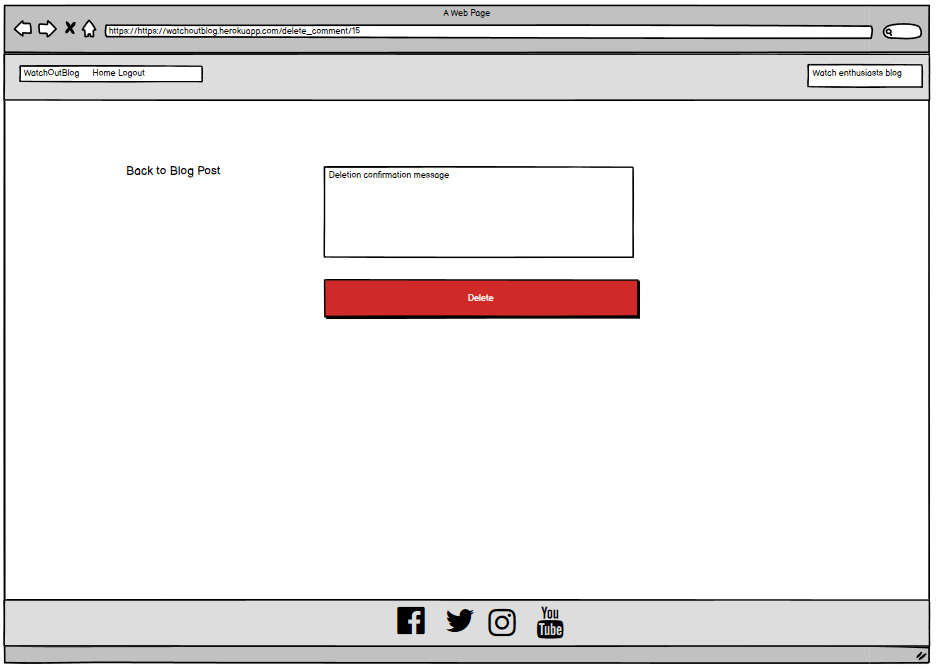 A Web Page
https://https://watchoutblog.herokuapp.com/delete_comment/15
WatchOutBlog Home Logout
Watch enthusiasts blog
Back to Blog Post
Deletion confirmation message
Delete
You
Tube